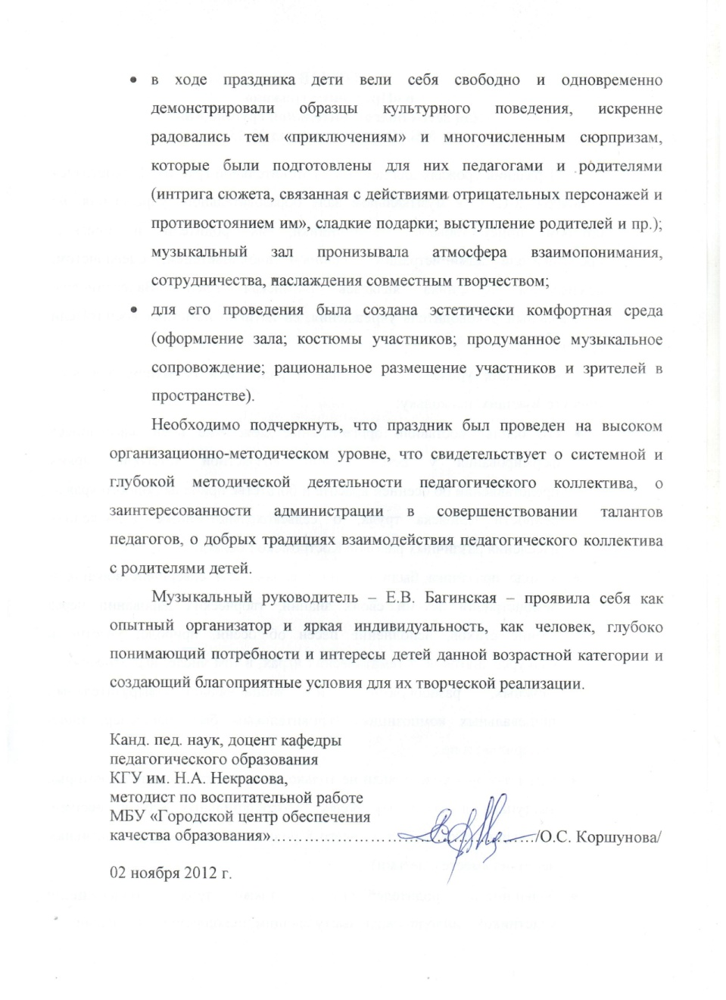 • в ходе праздника дети вели себя свободно и одновременно
демонстрировали образцы культурного поведения, искренне
радовались тем «приключениям» и многочисленным сюрпризам,
которые были подготовлены для них педагогами и родителями
(интрига сюжета, связанная с действиями отрицательных персонажей и
противостоянием им», сладкие подарки; выступление родителей и пр.);
музыкальный зал пронизывала атмосфера взаимопонимания,
сотрудничества, наслаждения совместным творчеством;
• для его проведения была создана эстетически комфортная среда
(оформление зала; костюмы участников; продуманное музыкальное
сопровождение; рациональное размещение участников и зрителей в
пространстве).
Необходимо подчеркнуть, что праздник был проведен на высоком
организационно-методическом уровне, что свидетельствует о системной и
глубокой методической деятельности педагогического коллектива, о
заинтересованности администрации в совершенствовании талантов
педагогов, о добрых традициях взаимодействия педагогического коллектива
с родителями детей.
Музыкальный руководитель – Е.В. Багинская – проявила себя как
опытный организатор и яркая индивидуальность, как человек, глубоко
понимающий потребности и интересы детей данной возрастной категории и
создающий благоприятные условия для их творческой реализации.
Канд. пед. наук, доцент кафедры
педагогического образования
КГУ им. Н.А. Некрасова,
методист по воспитательной работе
МБУ «Городской центр обеспечения
качества образования»……………………………………/О.С. Коршунова/
02 ноября 2012 г.